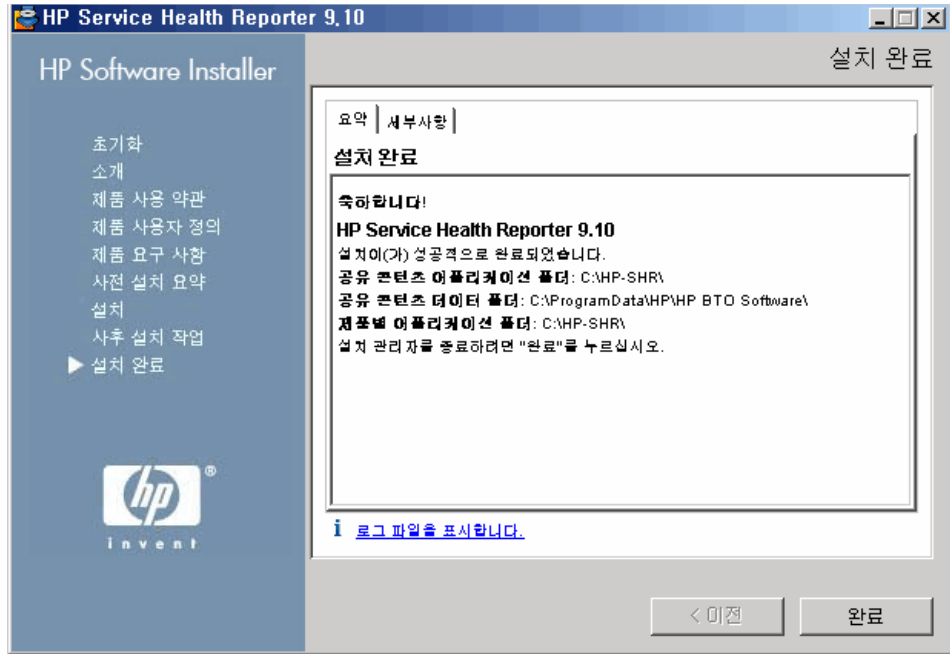 HP Service Health Reporter 9.10
HP Software Installer
설치 완료
초기화
소개
제품 사용 약관
제품 사용자 정의
제품 요구 사항
사전 설치 요약
설치
사후 설치 작업
설치 완료
hp
®
invent
요약
세부사항
설치 완료
축하합니다!
HP Service Health Reporter 9.10
설치이(가) 성공적으로 완료되었습니다.
공유 콘텐츠 어플리케이션 폴더: C:\HP-SHR\
공유 콘텐츠 데이터 폴더: C:\ProgramData\HP\HP BTO Software\
제품별 어플리케이션 폴더: C:\HP-SHR\
설치 관리자를 종료하려면 "완료"를 누르십시오.
i 로그 파일을 표시합니다.
< 이전
완료